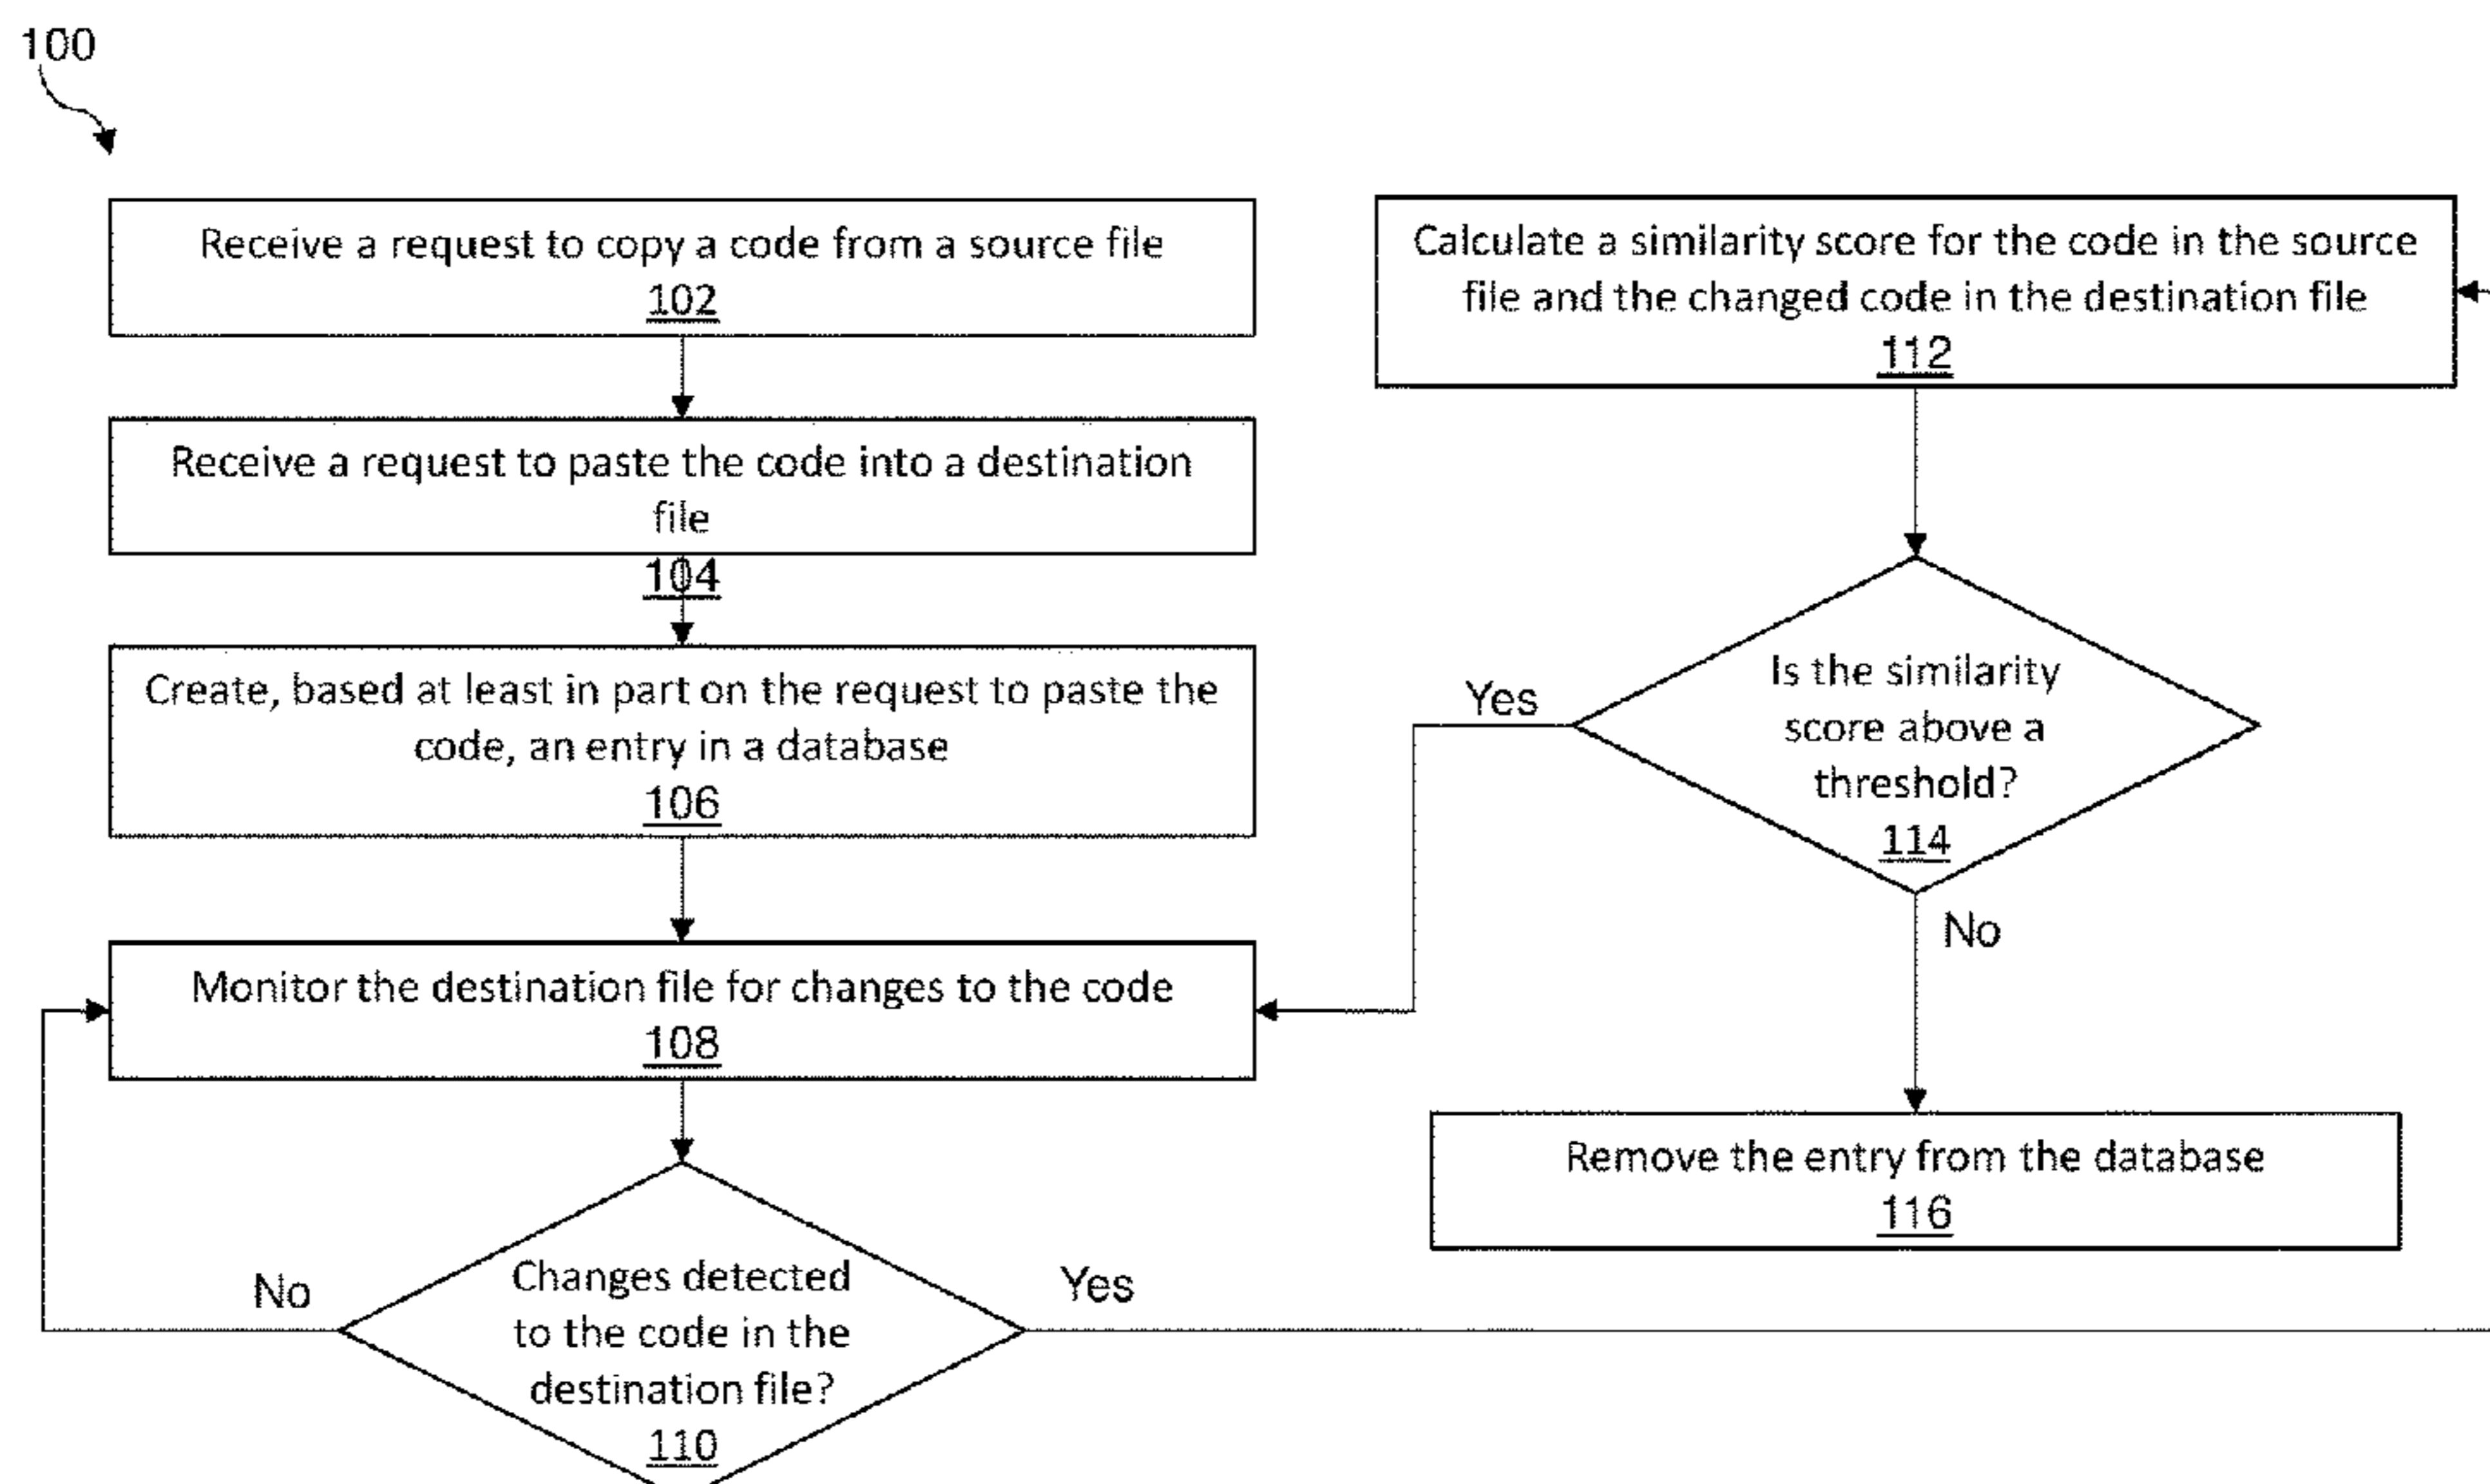 100
Receive a request to copy a code from a source file
102
Receive a request to paste the code into a destination
file
104
Create, based at least in part on the request to paste the
code, an entry in a database
106
Monitor the destination file for changes to the code
108
No
Changes detected
to the code in the
destination file?
110
Yes
Calculate a similarity score for the code in the source
file and the changed code in the destination file
112
Is the similarity
score above a
threshold?
114
Yes
No
Remove the entry from the database
116